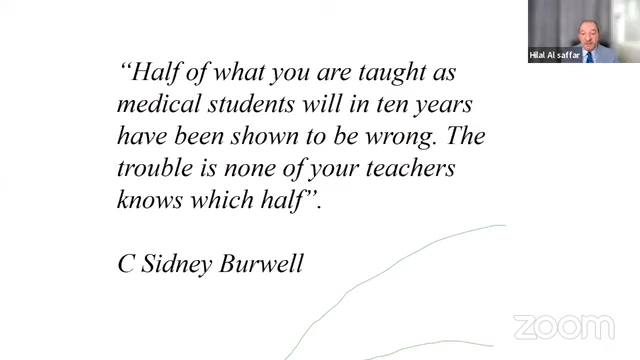 Hilal Al saffar
“Half of what you are taught as
medical students will in ten years
have been shown to be wrong. The
trouble is none of your teachers
knows which half”.
C Sidney Burwell
zoom